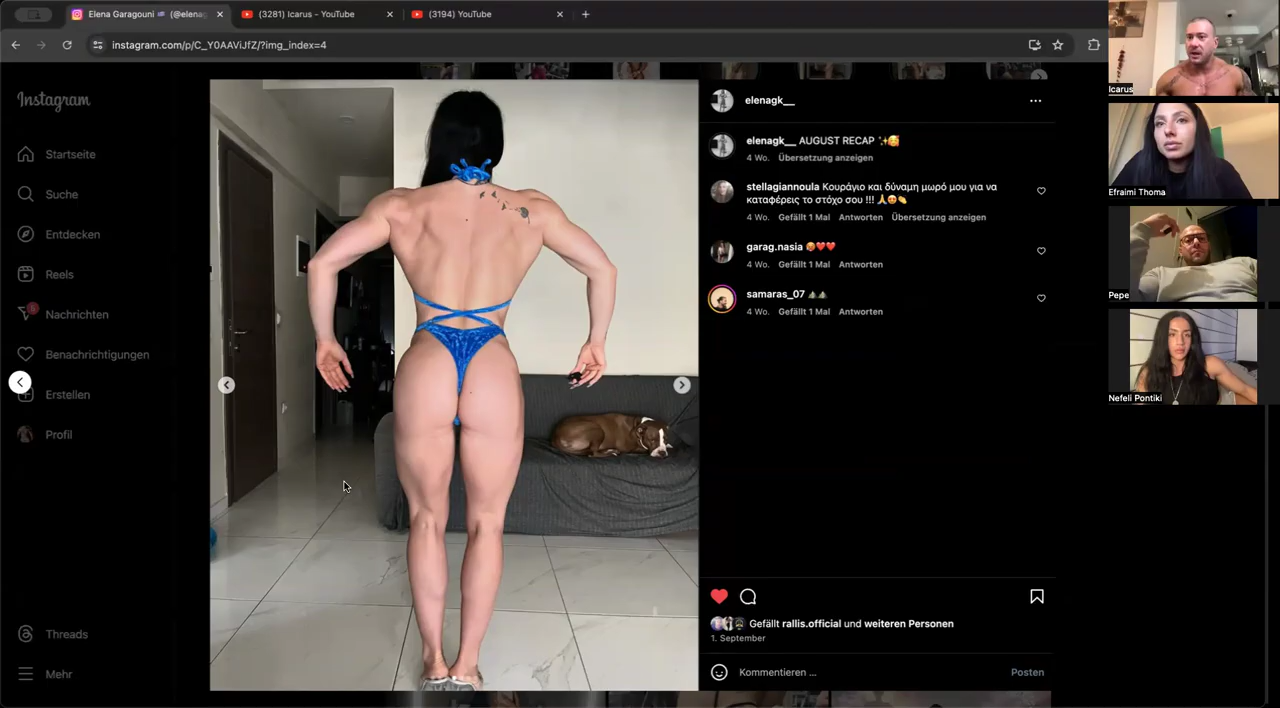 Elena Garagouni
(@elenag
(3281) Icarus - YouTube
(3194) YouTube
instagram.com/p/C_Y0AAViJfZ/?img_index=4
Instagram
Startseite
Suche
Entdecken
Reels
5
Nachrichten
Benachrichtigungen
Erstellen
Profil
Threads
Mehr
elenagk__
elenagk__ AUGUST RECAP
4 Wo. Übersetzung anzeigen
stellagiannoula Κουράγιο και δύναμη μωρό μου για να
καταφέρεις το στόχο σου !!!
4 Wo. Gefällt 1 Mal Antworten Übersetzung anzeigen
garag.nasia
4 Wo. Gefällt 1 Mal Antworten
samaras_07
4 Wo. Gefällt 1 Mal Antworten
Gefällt rallis.official und weiteren Personen
1. September
Kommentieren ...
Posten
Icarus
Efraimi Thoma
Pepe
Nefeli Pontiki